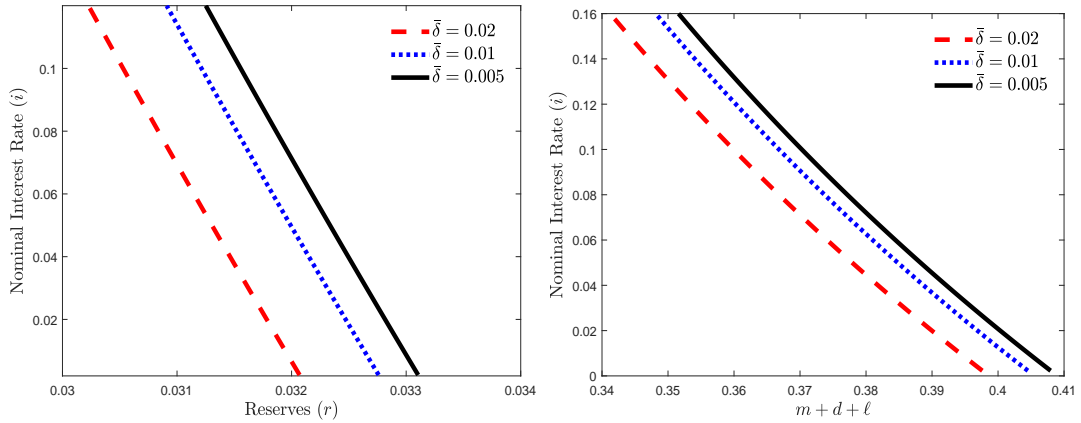 Nominal Interest Rate (i)
0.1
0.08
0.06
0.04
0.02
δ̄ = 0.02
δ̄ = 0.01
δ̄ = 0.005
0.03 0.031 0.032 0.033 0.034
Reserves (r)
Nominal Interest Rate (i)
0.16
0.14
0.12
0.1
0.08
0.06
0.04
0.02
0
δ̄ = 0.02
δ̄ = 0.01
δ̄ = 0.005
0.34 0.35 0.36 0.37 0.38 0.39 0.4 0.41
m + d + ℓ